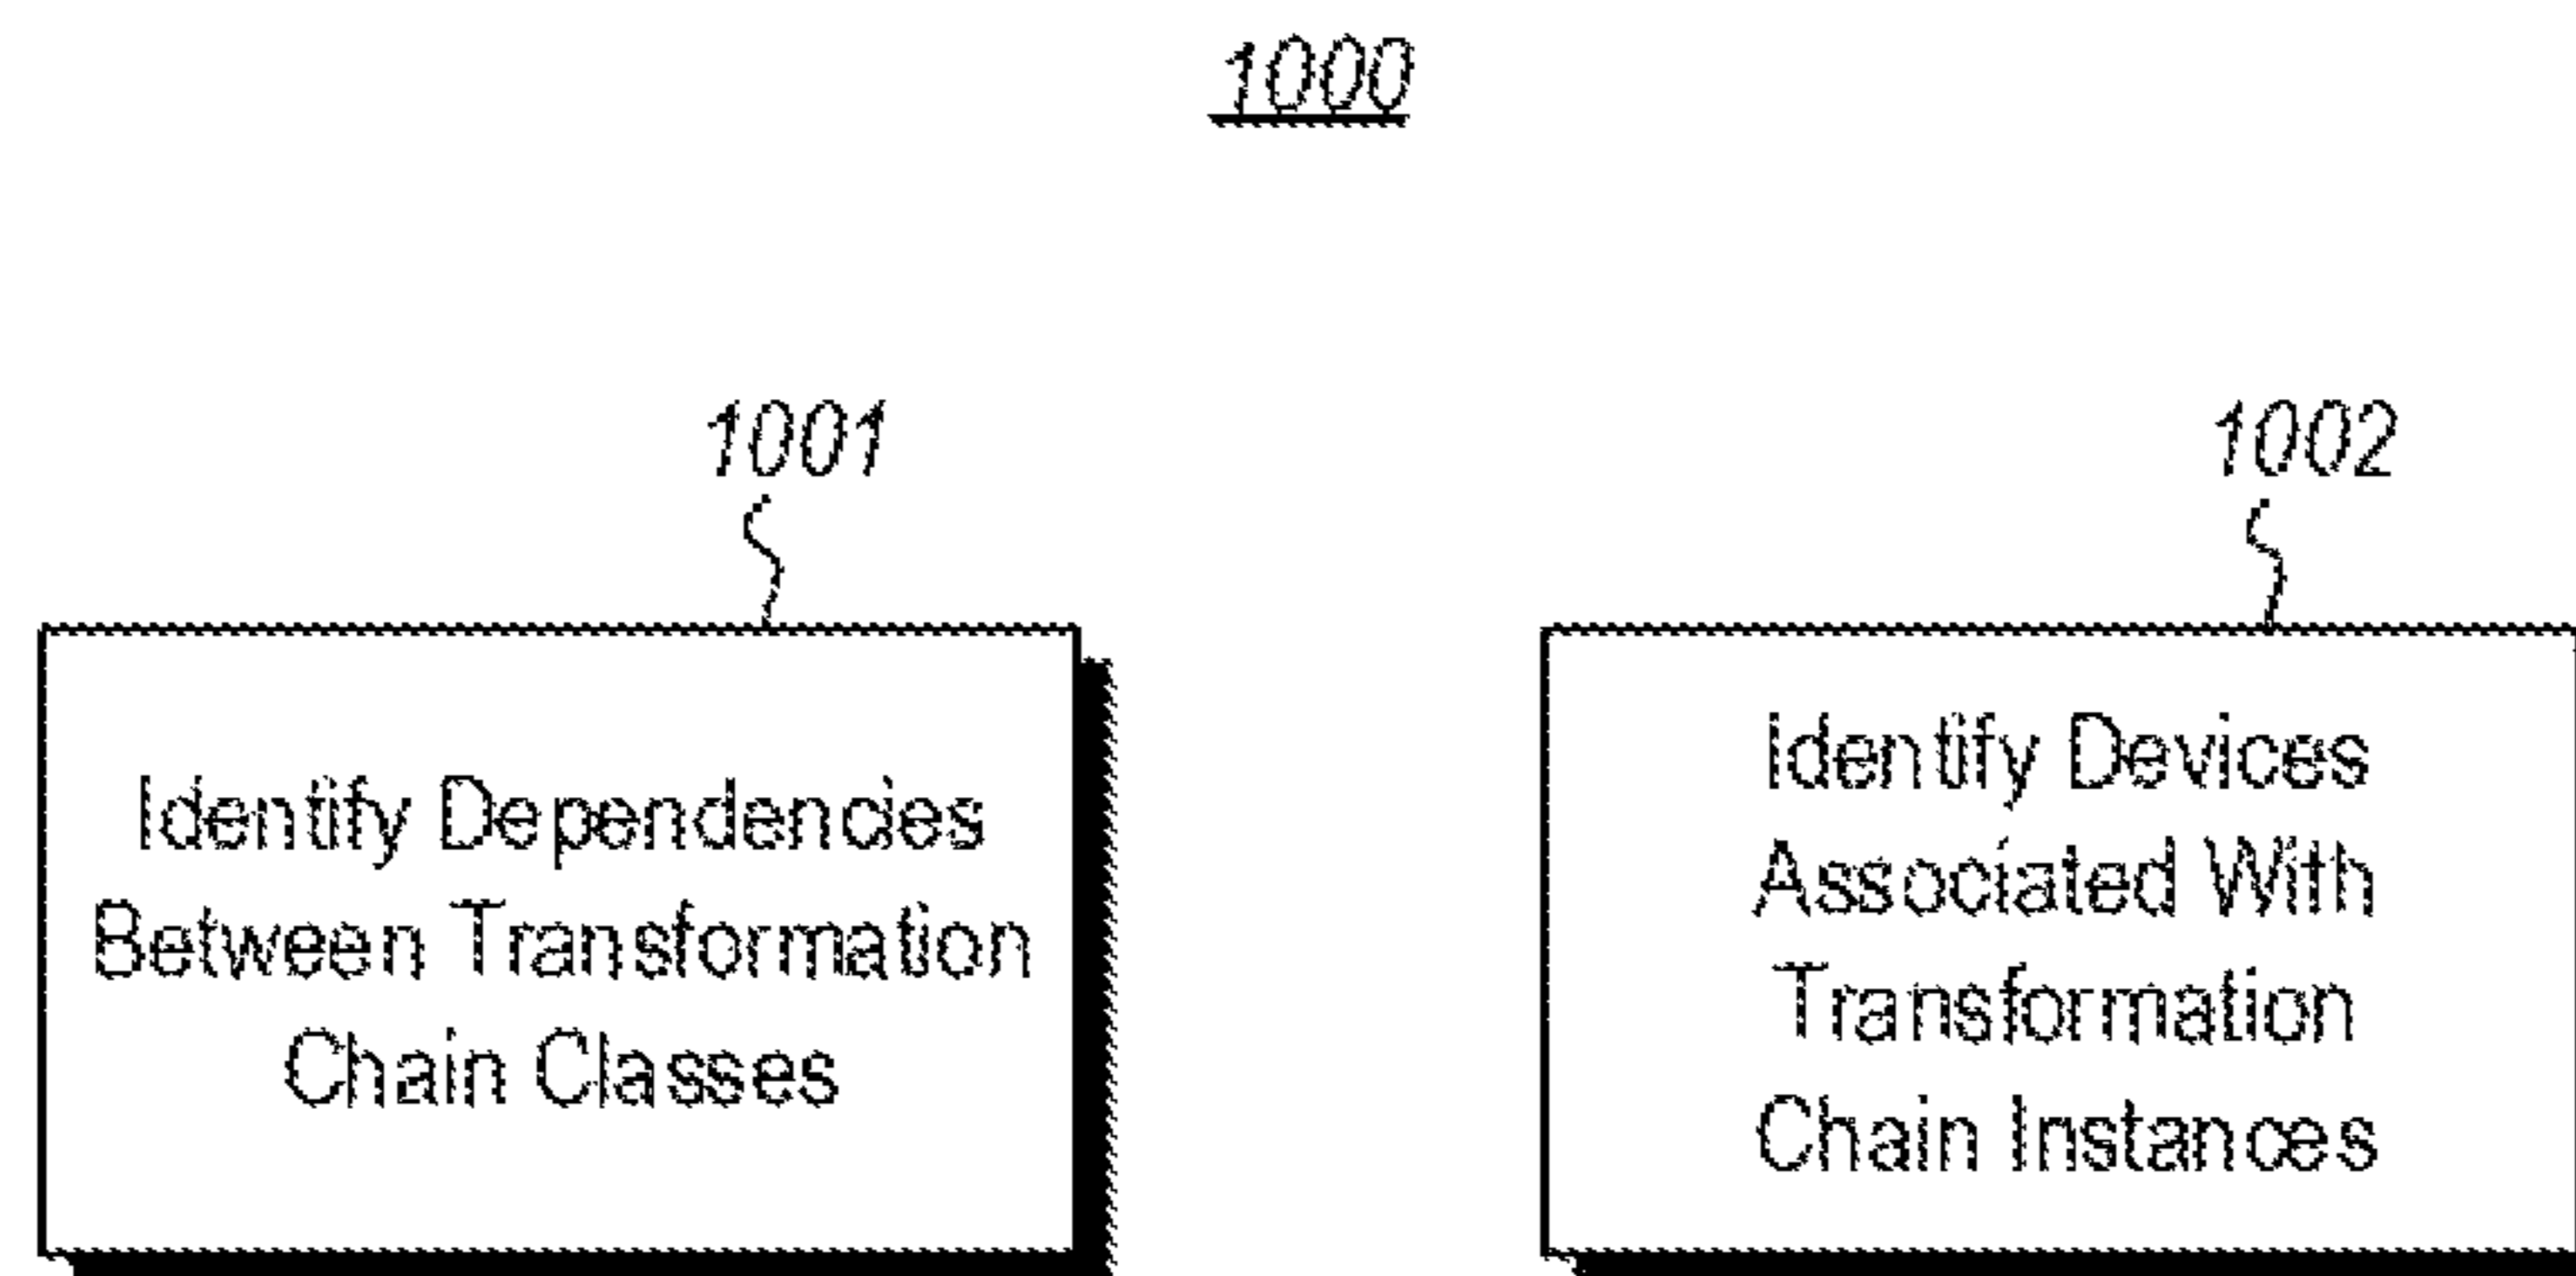 1000
1001
1002
Identify Dependencies
Between Transformation
Chain Classes
Identify Devices
Associated With
Transformation
Chain Instances